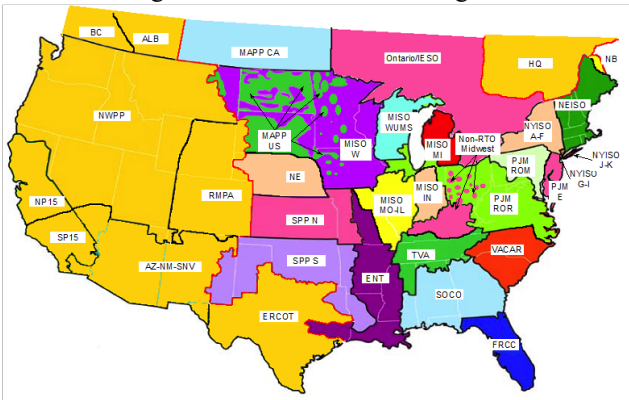 BC
ALB
MAPP CA
Ontario/IESO
HQ
NB
NWPP
MAPP
US
MISO
W
MISO
WUMS
MISO
MI
Non-RTO
Midwest
NEISO
NYISO
A-F
NYISO
J-K
NYISO
G-I
PJM
ROM
PJM
E
NE
RMPA
MISO
MO-IL
MISO
IN
PJM
ROR
NP15
SPP N
SP15
AZ-NM-SNV
SPP S
ENT
TVA
VACAR
SOCO
ERCOT
FRCC